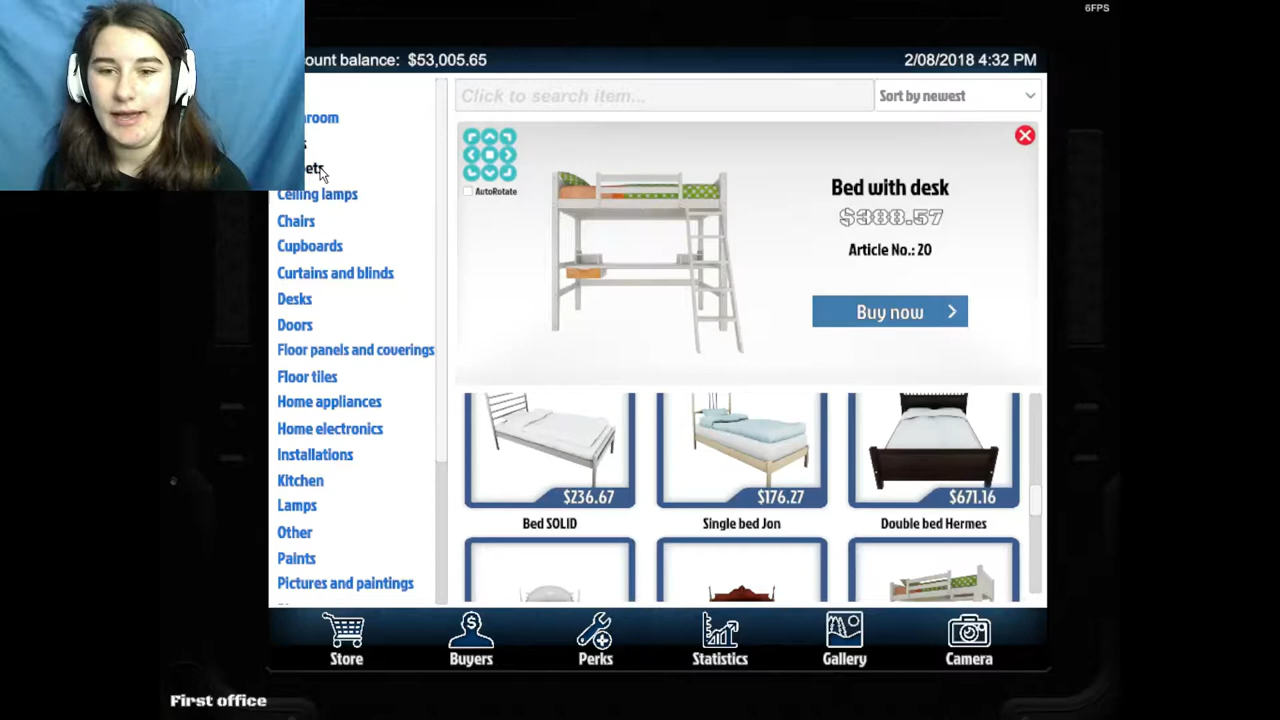 6FPS
ount balance: $53,005.65
2/08/2018 4:32 PM
Click to search item...
Sort by newest
AutoRotate
Bed with desk
$388.57
Article No.: 20
Buy now
Ceiling lamps
Chairs
Cupboards
Curtains and blinds
Desks
Doors
Floor panels and coverings
Floor tiles
Home appliances
Home electronics
Installations
Kitchen
Lamps
Other
Paints
Pictures and paintings
$236.67
$176.27
$671.16
Bed SOLID
Single bed Jon
Double bed Hermes
Store
Buyers
Perks
Statistics
Gallery
Camera
First office